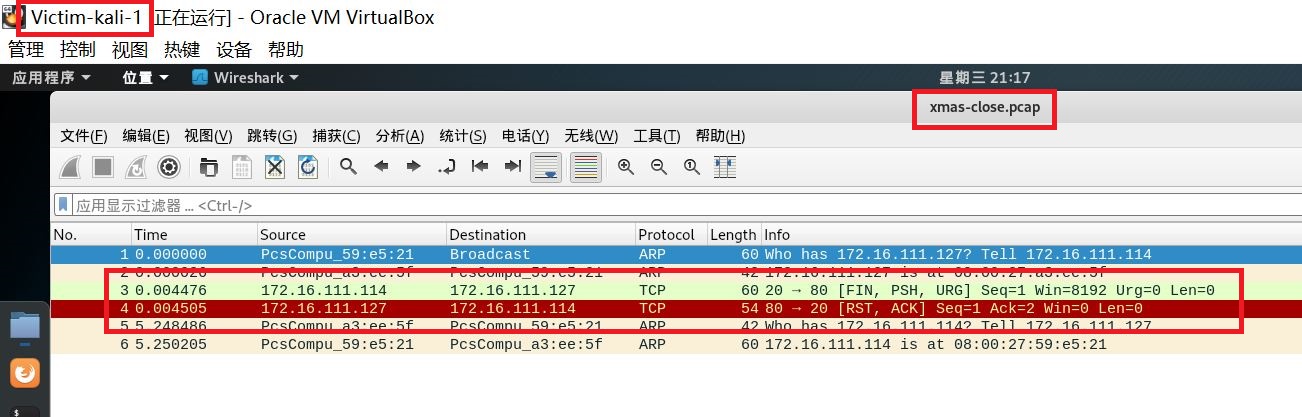 Victim-kali-1 [正在运行] - Oracle VM VirtualBox
管理 控制 视图 热键 设备 帮助
应用程序 位置 Wireshark 星期三 21:17
xmas-close.pcap
文件(F) 编辑(E) 视图(V) 跳转(G) 捕获(C) 分析(A) 统计(S) 电话(Y) 无线(W) 工具(T) 帮助(H)
应用显示过滤器 … <Ctrl-/>
No. Time Source Destination Protocol Length Info
1 0.000000 PcsCompu_59:e5:21 Broadcast ARP 60 Who has 172.16.111.127? Tell 172.16.111.114
2 PcsCompu_a3:ee:5f PcsCompu_59:e5:21 ARP 42 172.16.111.127 is at 08:00:27:a3:ee:5f
3 0.004476 172.16.111.114 172.16.111.127 TCP 60 20 → 80 [FIN, PSH, URG] Seq=1 Win=8192 Urg=0 Len=0
4 0.004505 172.16.111.127 172.16.111.114 TCP 54 80 → 20 [RST, ACK] Seq=1 Ack=2 Win=0 Len=0
5 5.248486 PcsCompu_a3:ee:5f PcsCompu_59:e5:21 ARP 42 Who has 172.16.111.114? Tell 172.16.111.127
6 5.250205 PcsCompu_59:e5:21 PcsCompu_a3:ee:5f ARP 60 172.16.111.114 is at 08:00:27:59:e5:21